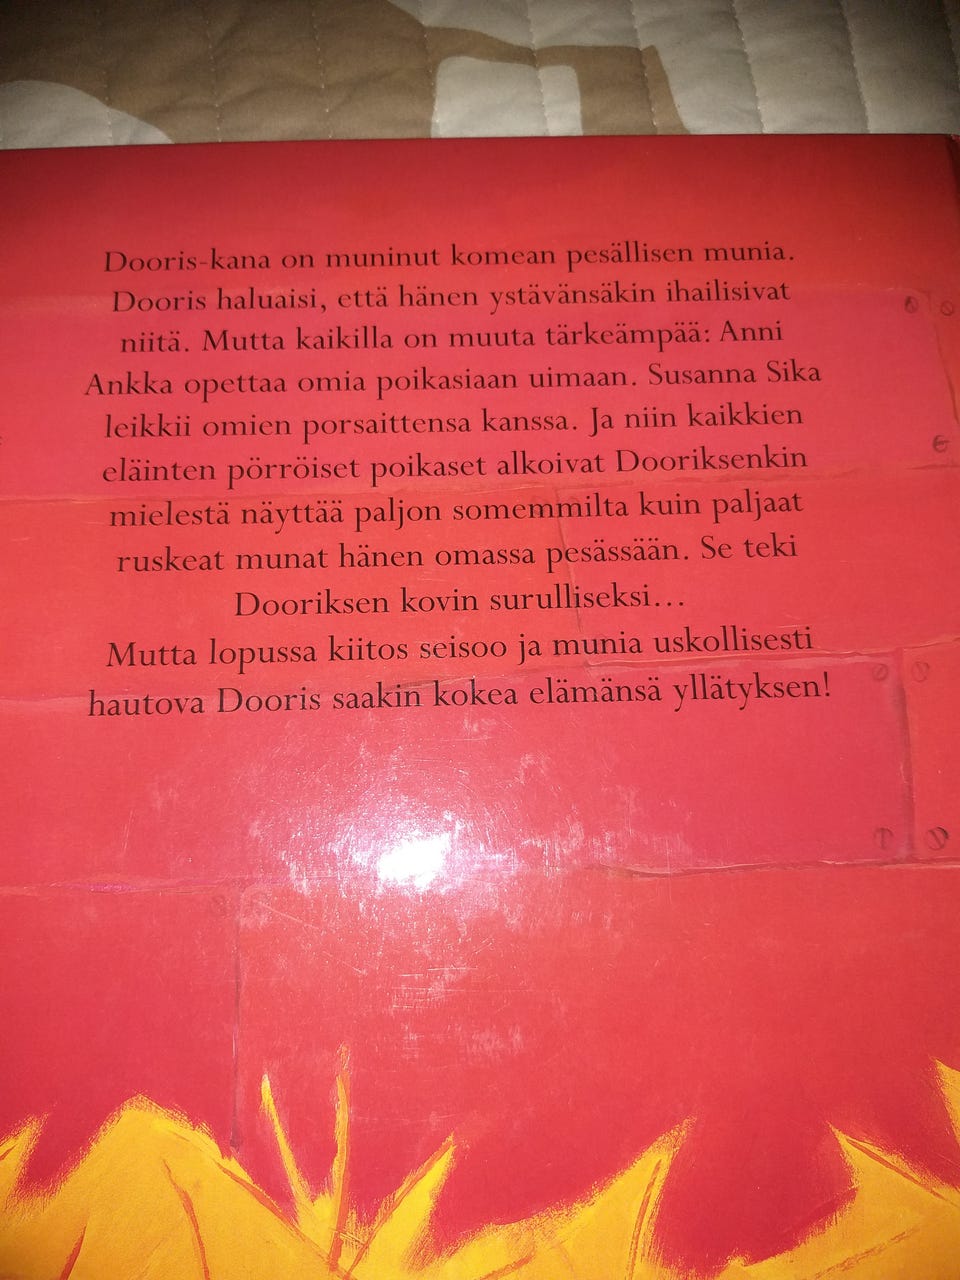 Dooris-kana on muninut komean pesällisen munia.
Dooris haluaisi, että hänen ystävänsäkin ihailisivat
niitä. Mutta kaikilla on muuta tärkeämpää: Anni
Ankka opettaa omia poikasiaan uimaan. Susanna Sika
leikkii omien porsaittensa kanssa. Ja niin kaikkien
eläinten pörröiset poikaset alkoivat Dooriksenkin
mielestä näyttää paljon somemmilta kuin paljaat
ruskeat munat hänen omassa pesässään. Se teki
Dooriksen kovin surulliseksi...
Mutta lopussa kiitos seisoo ja munia uskollisesti
hautova Dooris saakin kokea elämänsä yllätyksen!